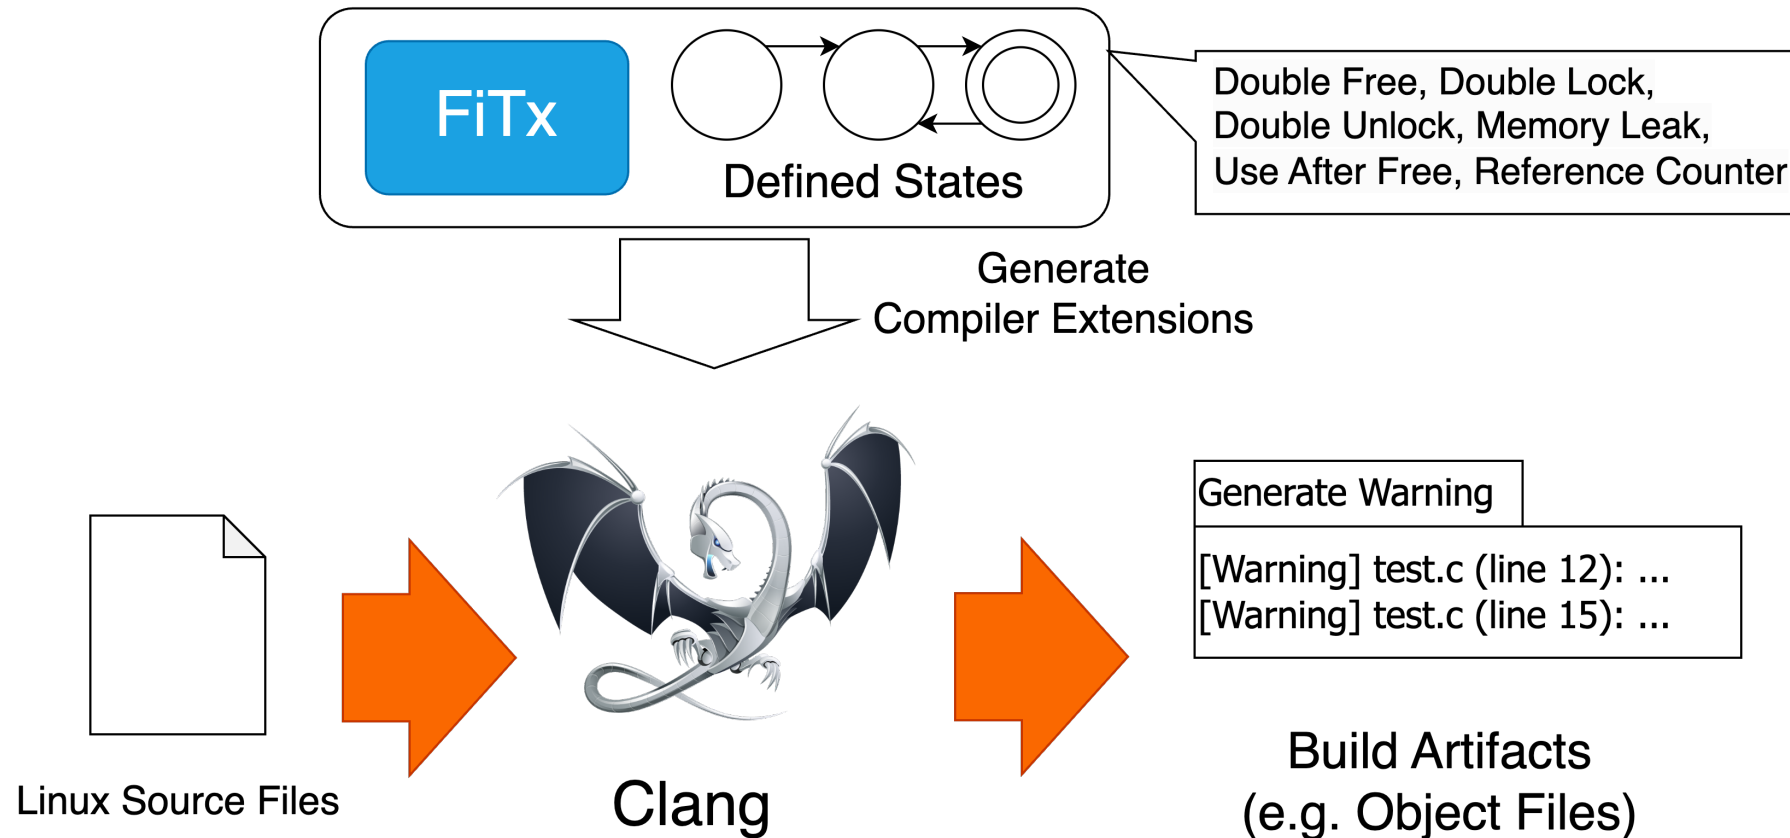 FiTx
Defined States
Double Free, Double Lock,
Double Unlock, Memory Leak,
Use After Free, Reference Counter
Generate
Compiler Extensions
Generate Warning
[Warning] test.c (line 12): ...
[Warning] test.c (line 15): ...
Linux Source Files
Clang
Build Artifacts
(e.g. Object Files)